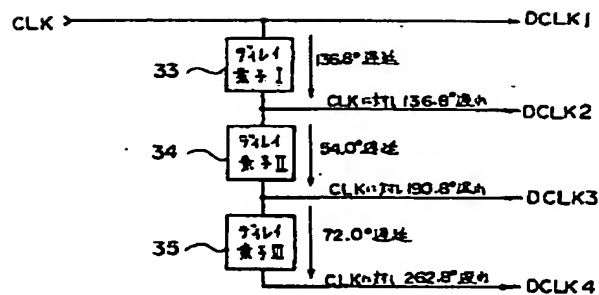 CLK
DCLK1
33
ディレイ
素子I
136.8°遅延
CLKに対し136.8°遅れ
DCLK2
34
ディレイ
素子II
54.0°遅延
CLKに対し190.8°遅れ
DCLK3
35
ディレイ
素子III
72.0°遅延
CLKに対し262.8°遅れ
DCLK4